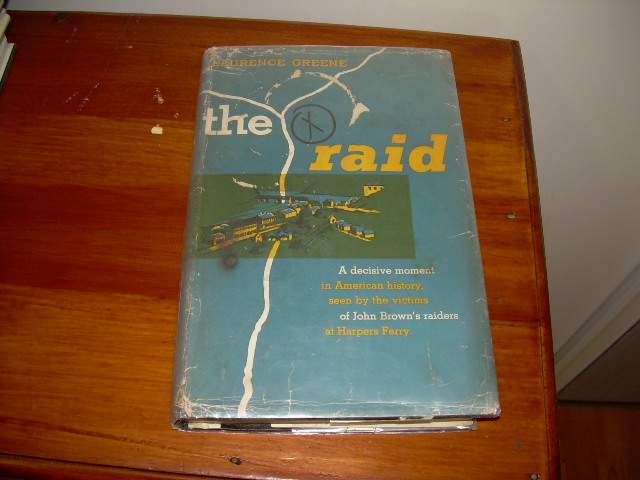 LAURENCE GREENE
the
N
raid
A decisive moment
in American history,
seen by the victims
of John Brown's raiders
at Harpers Ferry.